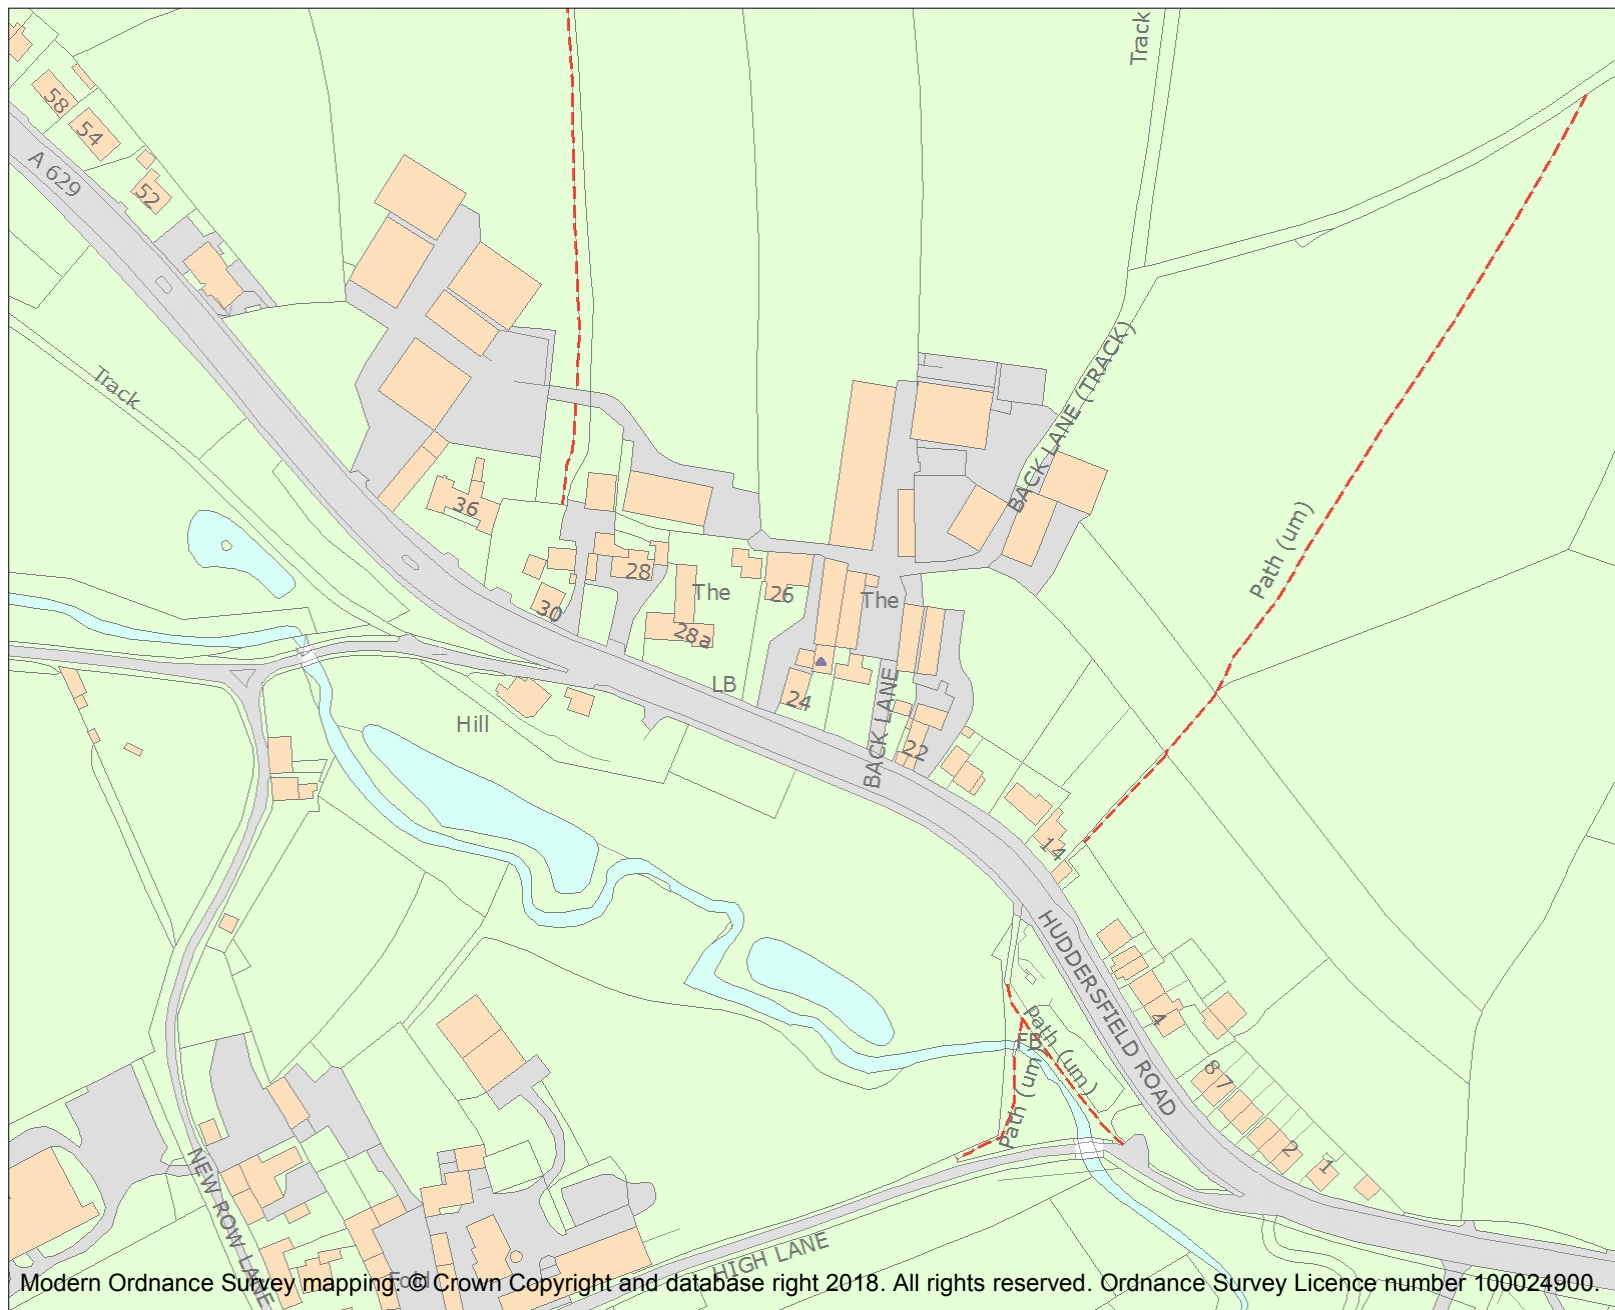 Track
58
54
A 629
52
Track
BACK LANE (TRACK)
36
Path (um)
28
The
26
The
30
28a
LB
24
Hill
BACK LANE
22
14
HUDDERSFIELD ROAD
Path (um)
FB
4
Path (um)
8 7
2
1
NEW ROW LANE
HIGH LANE
Fold
Modern Ordnance Survey mapping. © Crown Copyright and database right 2018. All rights reserved. Ordnance Survey Licence number 100024900.